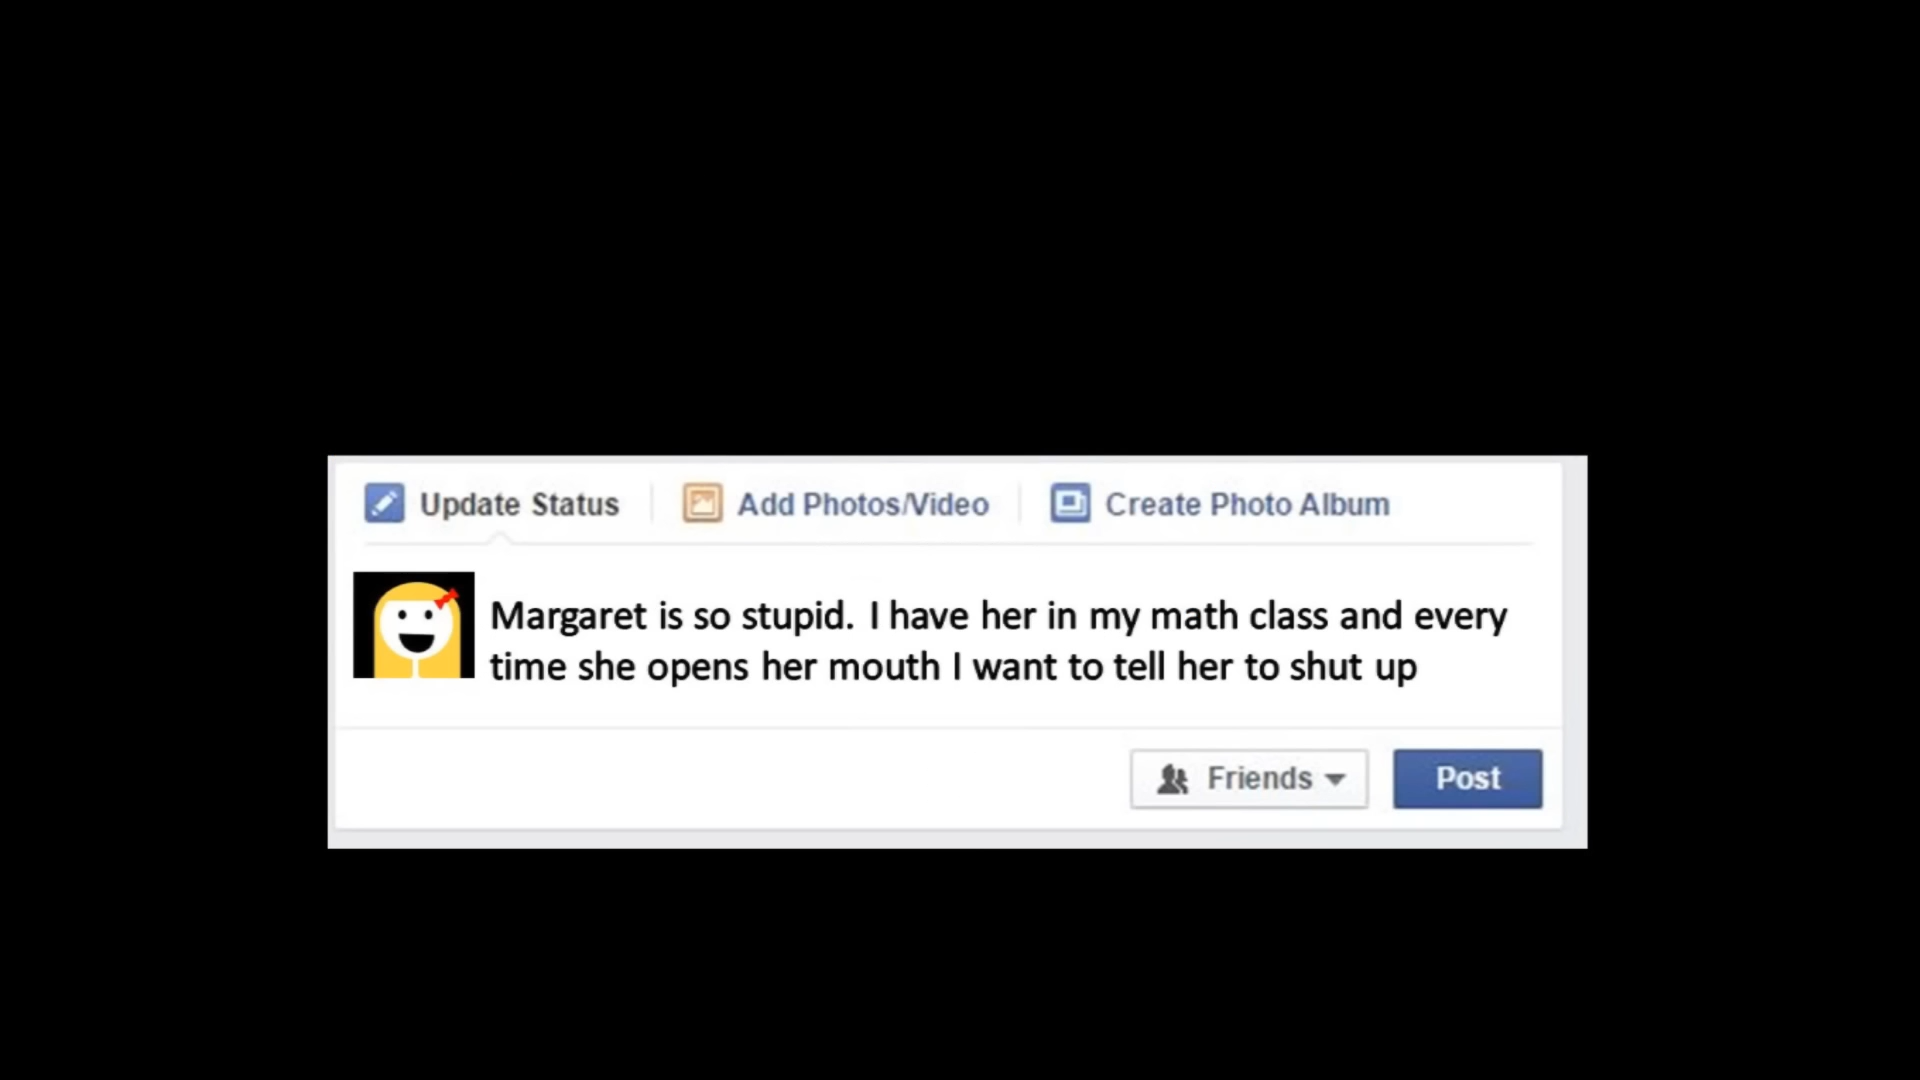 Update Status Add Photos/Video Create Photo Album
Margaret is so stupid. I have her in my math class and every
time she opens her mouth I want to tell her to shut up
Friends Post